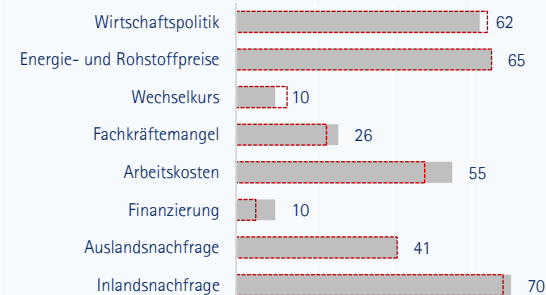 Wirtschaftspolitik 62
Energie- und Rohstoffpreise 65
Wechselkurs 10
Fachkräftemangel 26
Arbeitskosten 55
Finanzierung 10
Auslandsnachfrage 41
Inlandsnachfrage 70